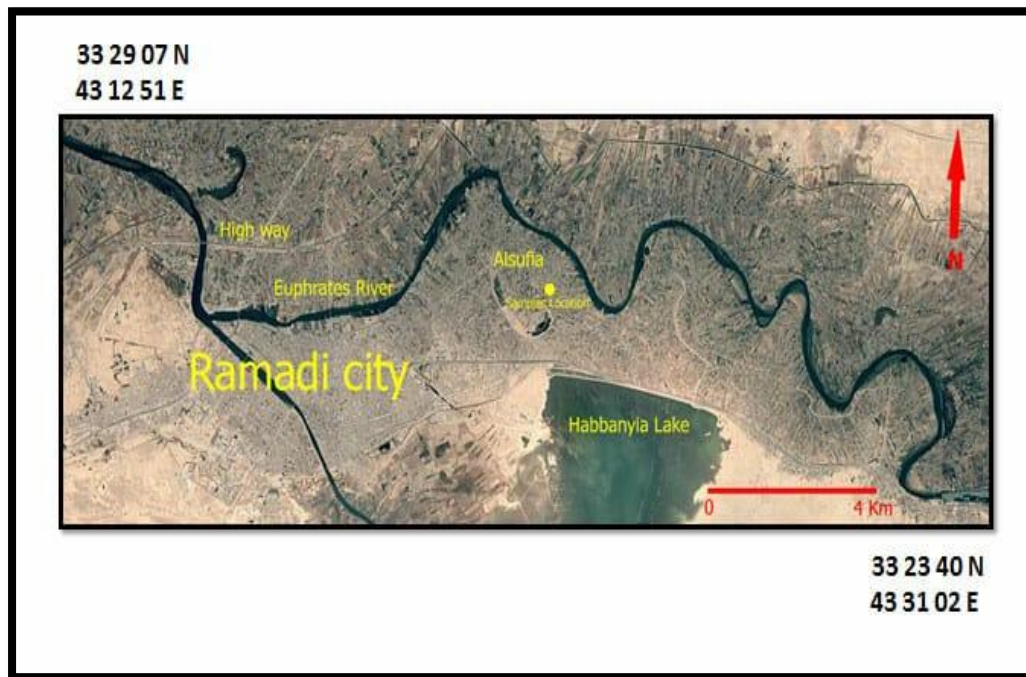 33 29 07 N
43 12 51 E
High way
Alsufia
Euphrates River
Samples Location
Ramadi city
Habbanyia Lake
N
0
4 Km
33 23 40 N
43 31 02 E